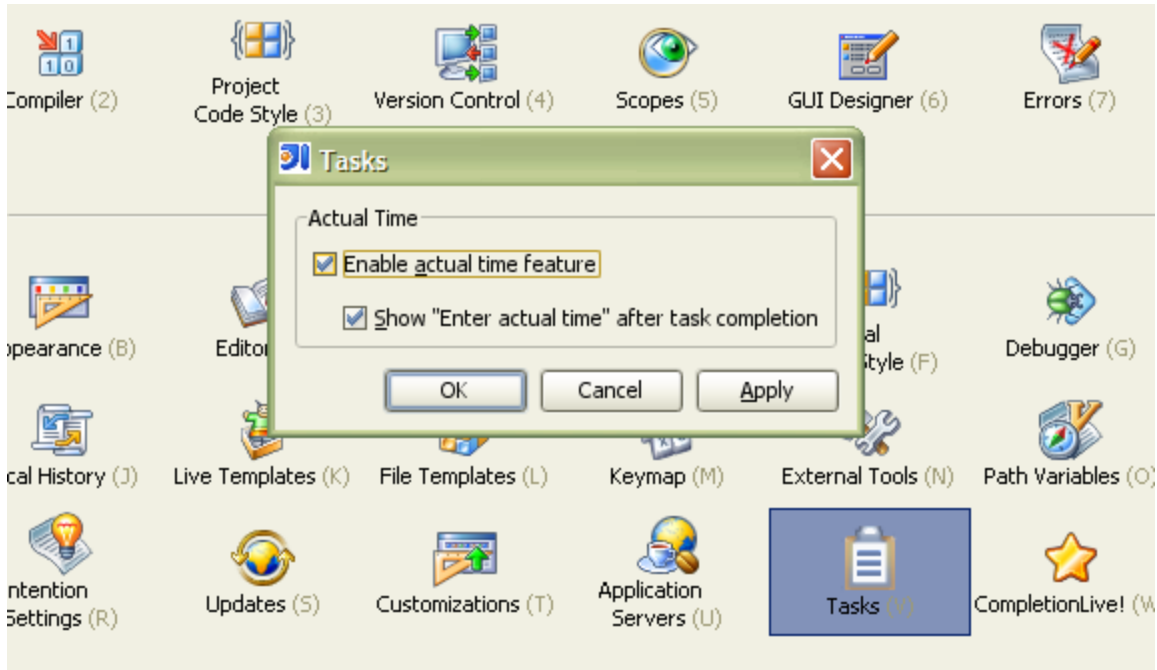 Compiler (2)
Project
Code Style (3)
Version Control (4)
Scopes (5)
GUI Designer (6)
Errors (7)
Tasks
Actual Time
Enable actual time feature
Show "Enter actual time" after task completion
OK
Cancel
Apply
ppearance (B)
Edito
al
tyle (F)
Debugger (G)
cal History (J)
Live Templates (K)
File Templates (L)
Keymap (M)
External Tools (N)
Path Variables (O)
ntention
Settings (R)
Updates (S)
Customizations (T)
Application
Servers (U)
Tasks (V)
CompletionLive! (W